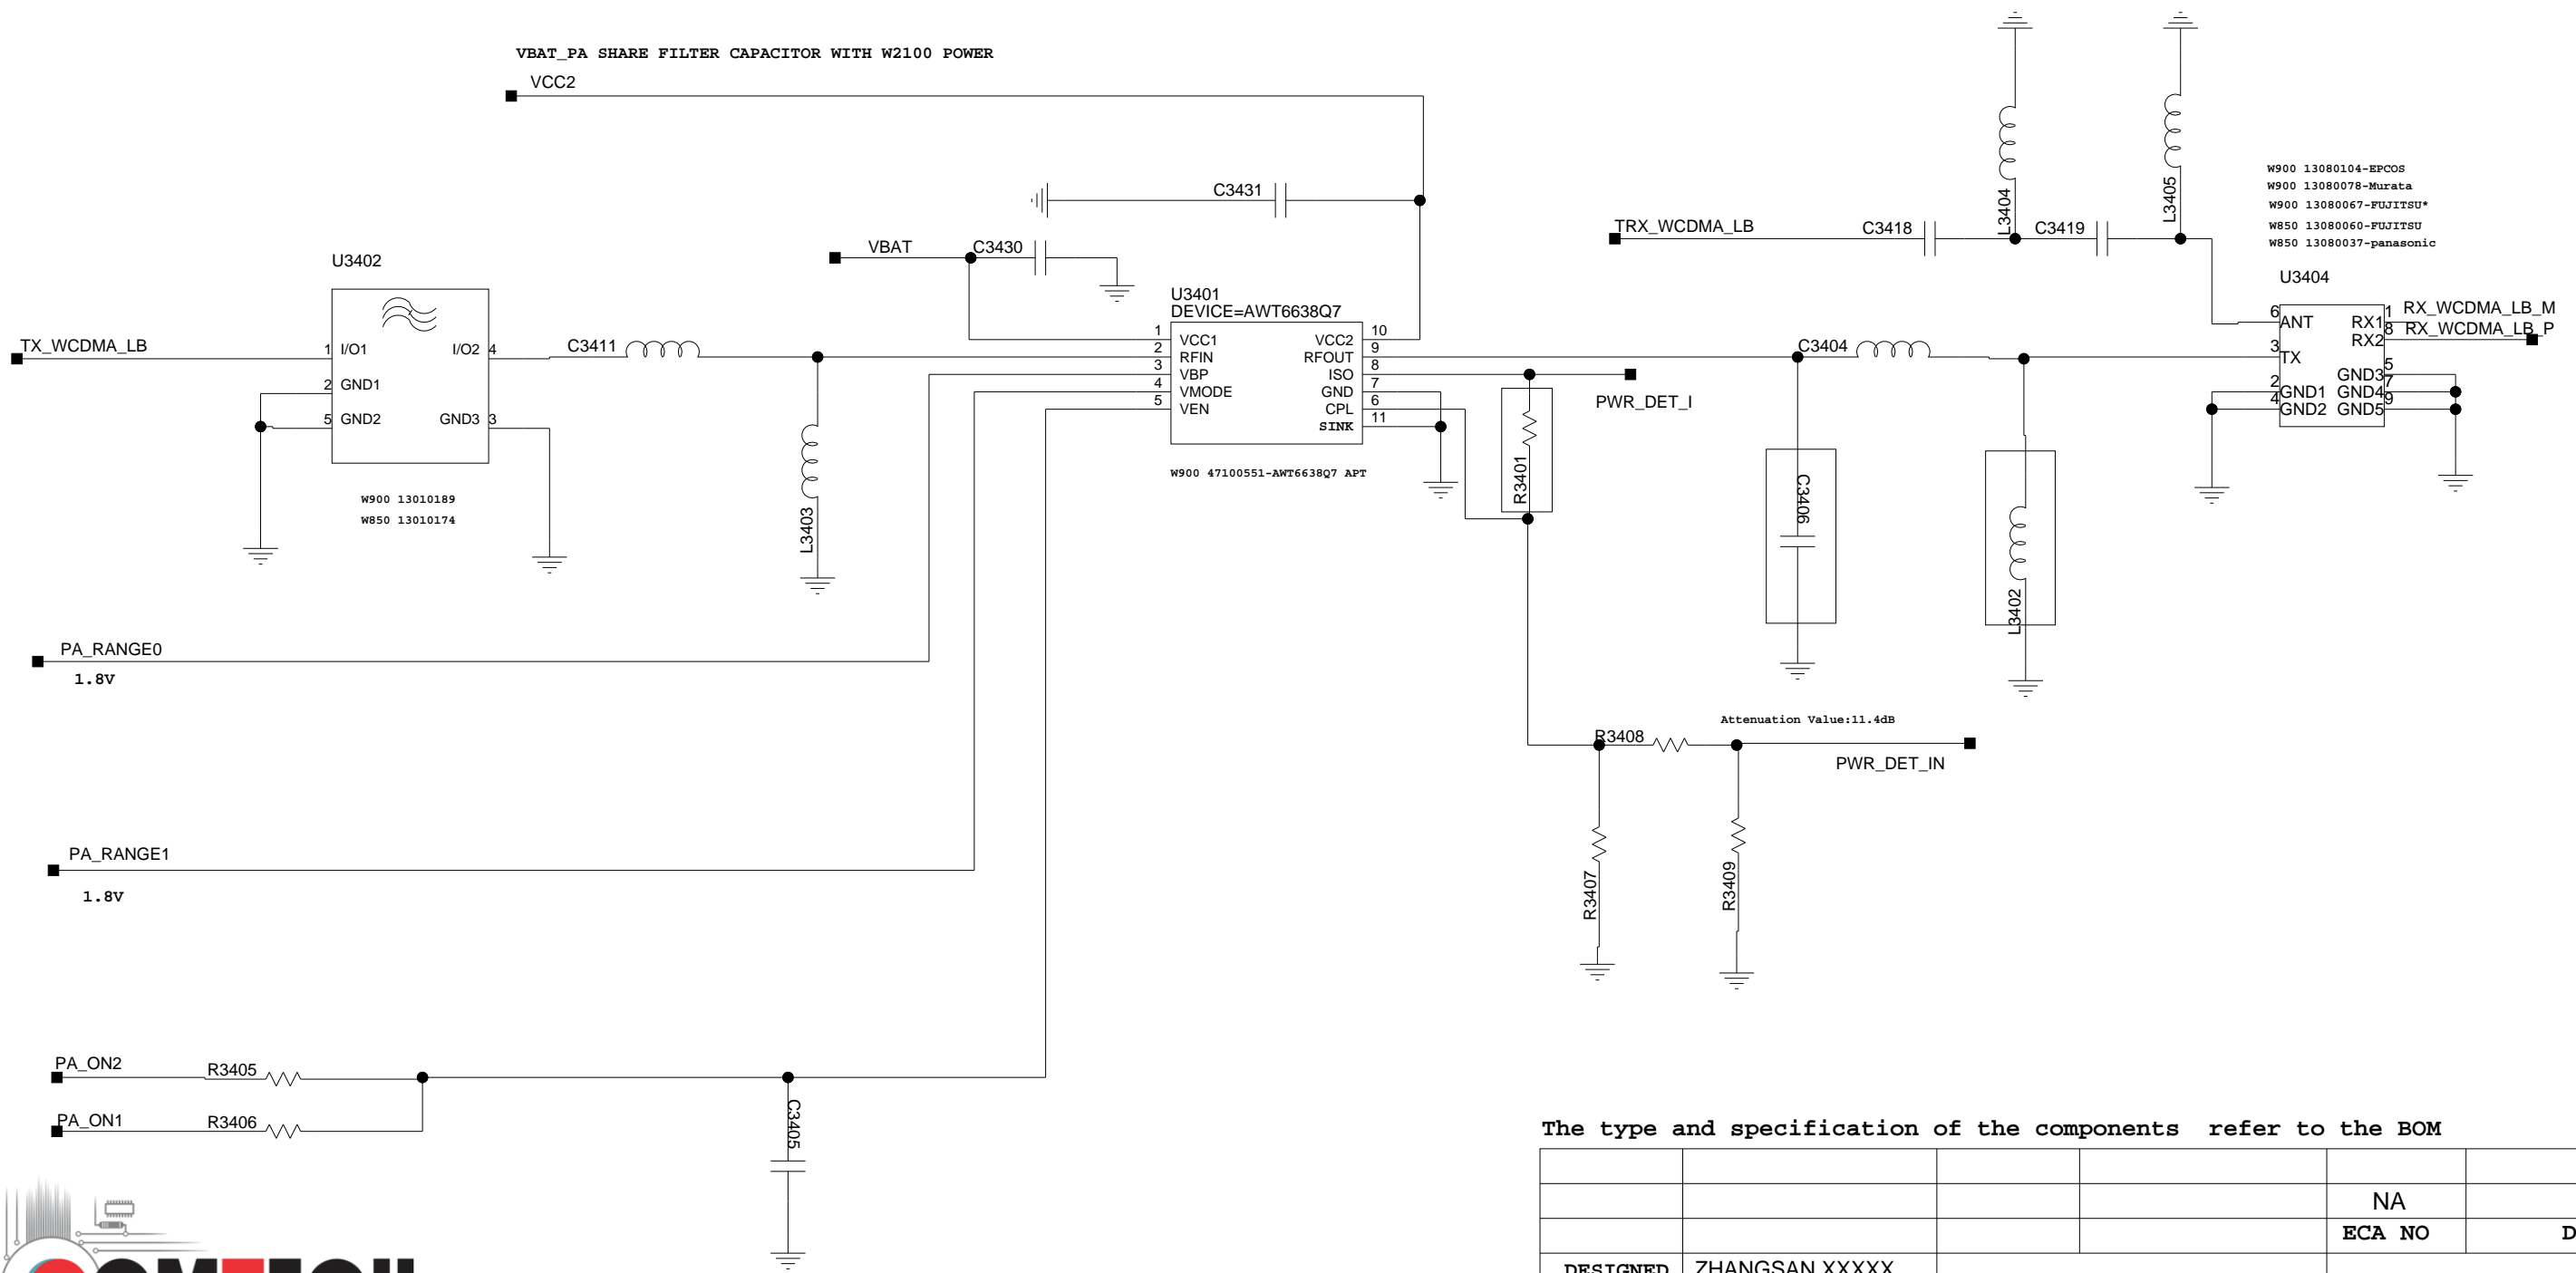 VBAT_PA SHARE FILTER CAPACITOR WITH W2100 POWER
VCC2
C3431
VBAT
C3430
U3402
TX_WCDMA_LB
1 I/O1
I/O2 4
2 GND1
5 GND2
GND3 3
W900 13010189
W850 13010174
C3411
L3403
U3401
DEVICE=AWT6638Q7
1 VCC1
2 RFIN
3 VBP
4 VMODE
5 VEN
VCC2 10
RFOUT 9
ISO 8
GND 7
CPL 6
SINK 11
W900 47100551-AWT6638Q7 APT
R3401
PWR_DET_I
TRX_WCDMA_LB
C3418
L3404
C3419
L3405
W900 13080104-EPCOS
W900 13080078-Murata
W900 13080067-FUJITSU*
W850 13080060-FUJITSU
W850 13080037-panasonic
U3404
6 ANT
3 TX
2 GND1
4 GND2
RX1 1 RX_WCDMA_LB_M
RX2 8 RX_WCDMA_LB_P
GND3 5
GND4 7
GND5 9
C3404
C3406
L3402
PA_RANGE0
1.8V
Attenuation Value:11.4dB
R3408
PWR_DET_IN
R3407
R3409
PA_RANGE1
1.8V
PA_ON2
R3405
PA_ON1
R3406
C3405
The type and specification of the components refer to the BOM
NA
ECA NO
D
DESIGNED
ZHANGSAN XXXXX